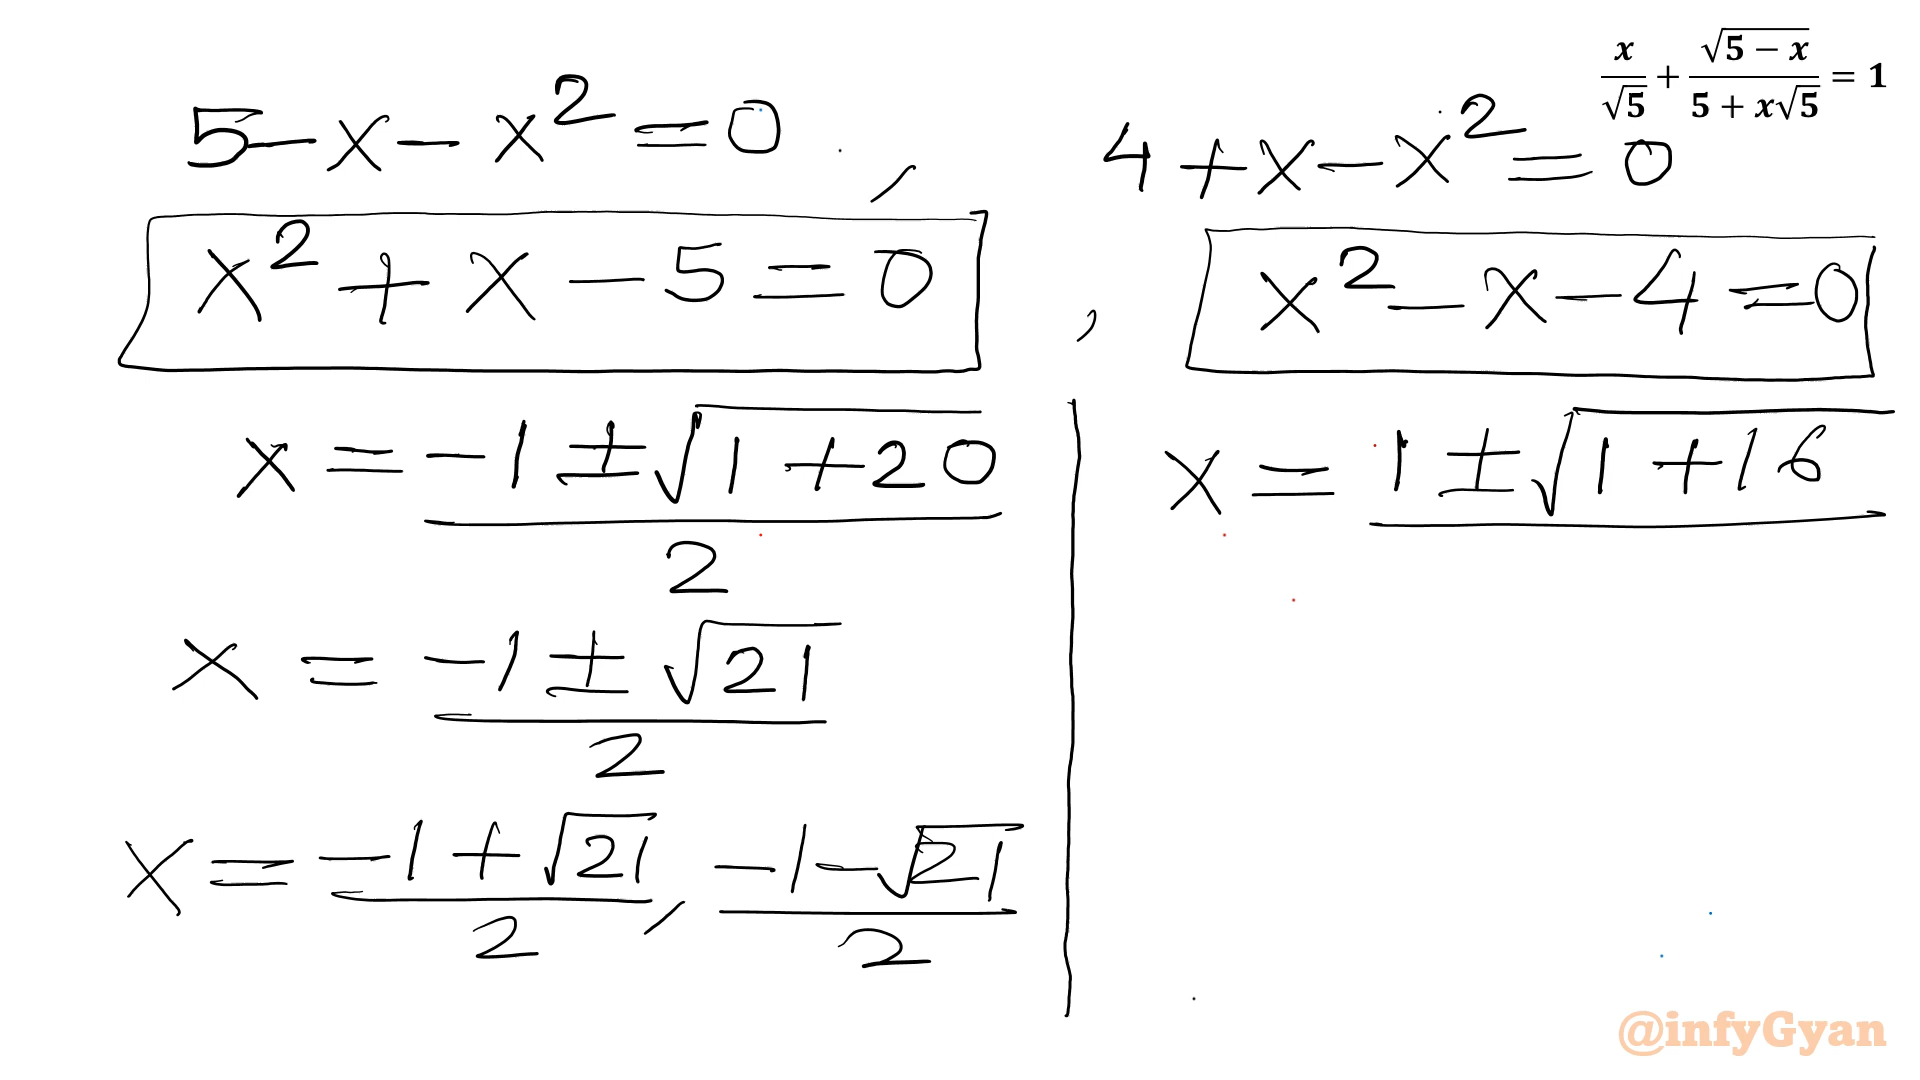 x/√5 + √(5 − x)/(5 + x√5) = 1
5 − x − x² = 0 ,
x² + x − 5 = 0 ,
x = (−1 ± √(1 + 20))/2
x = (−1 ± √21)/2
x = (−1 + √21)/2 , (−1 − √21)/2
4 + x − x² = 0
x² − x − 4 = 0
x = 1 ± √(1 + 16)
@infyGyan